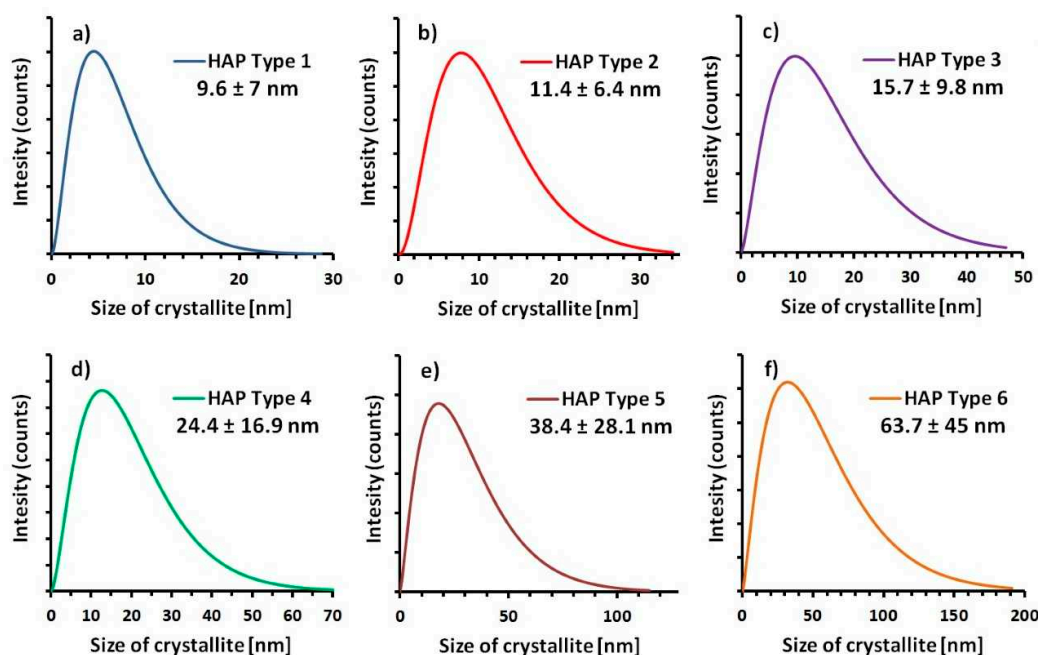 a)
HAP Type 1
9.6 ± 7 nm
Intesity (counts)
0 10 20 30
Size of crystallite [nm]
b)
HAP Type 2
11.4 ± 6.4 nm
Intesity (counts)
0 10 20 30
Size of crystallite [nm]
c)
HAP Type 3
15.7 ± 9.8 nm
Intesity (counts)
0 10 20 30 40 50
Size of crystallite [nm]
d)
HAP Type 4
24.4 ± 16.9 nm
Intesity (counts)
0 10 20 30 40 50 60 70
Size of crystallite [nm]
e)
HAP Type 5
38.4 ± 28.1 nm
Intesity (counts)
0 50 100
Size of crystallite [nm]
f)
HAP Type 6
63.7 ± 45 nm
Intesity (counts)
0 50 100 150 200
Size of crystallite [nm]